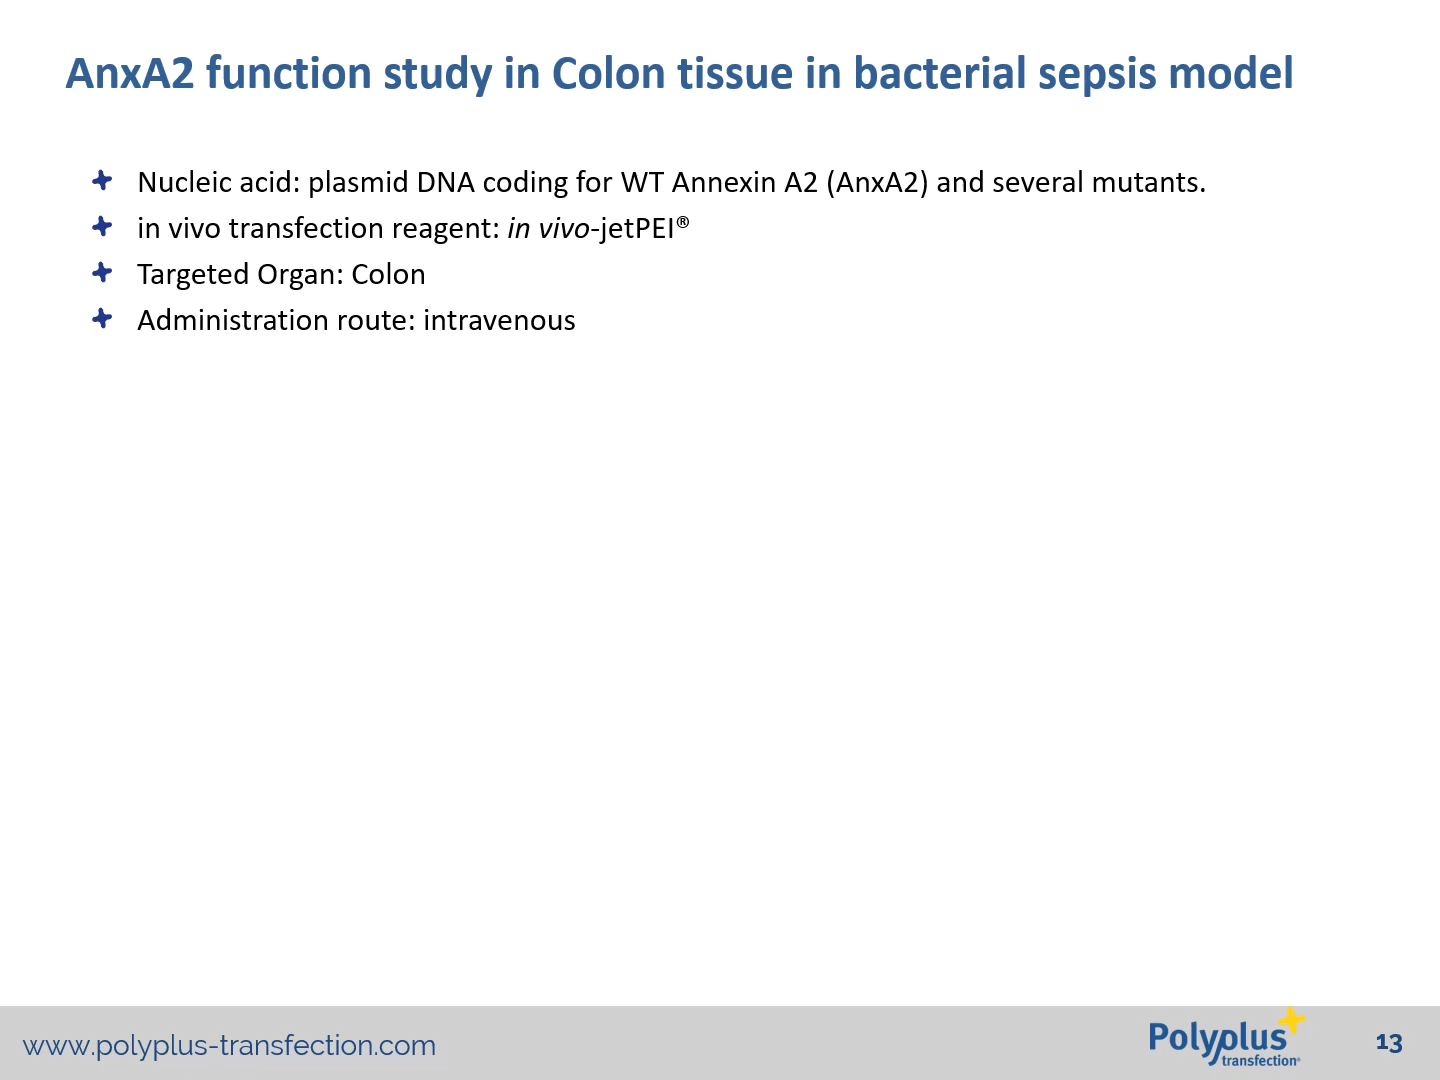 AnxA2 function study in Colon tissue in bacterial sepsis model
Nucleic acid: plasmid DNA coding for WT Annexin A2 (AnxA2) and several mutants.
in vivo transfection reagent: in vivo-jetPEI®
Targeted Organ: Colon
Administration route: intravenous
www.polyplus-transfection.com
Polyplus
transfection®
13